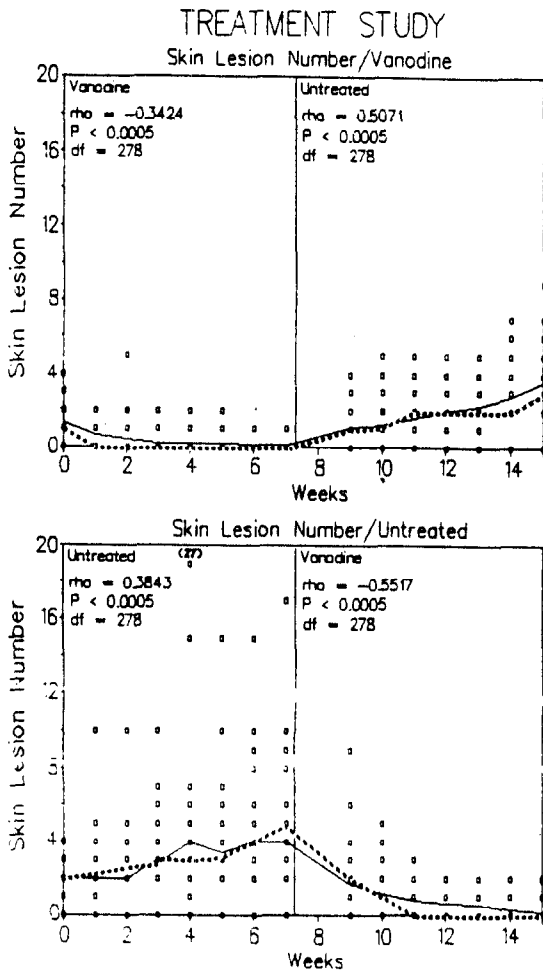 TREATMENT STUDY
Skin Lesion Number/Vanodine
20
16
12
8
4
0
Skin Lesion Number
Vanodine
rho = -0.3424
P < 0.0005
df = 278
Untreated
rho = 0.5071
P < 0.0005
df = 278
0 2 4 6 8 10 12 14
Weeks
Skin Lesion Number/Untreated
20
16
12
4
0
Skin Lesion Number
Untreated
rho = 0.3843
P < 0.0005
df = 278
(27)
Vanodine
rho = -0.5517
P < 0.0005
df = 278
0 2 4 6 8 10 12 14
Weeks